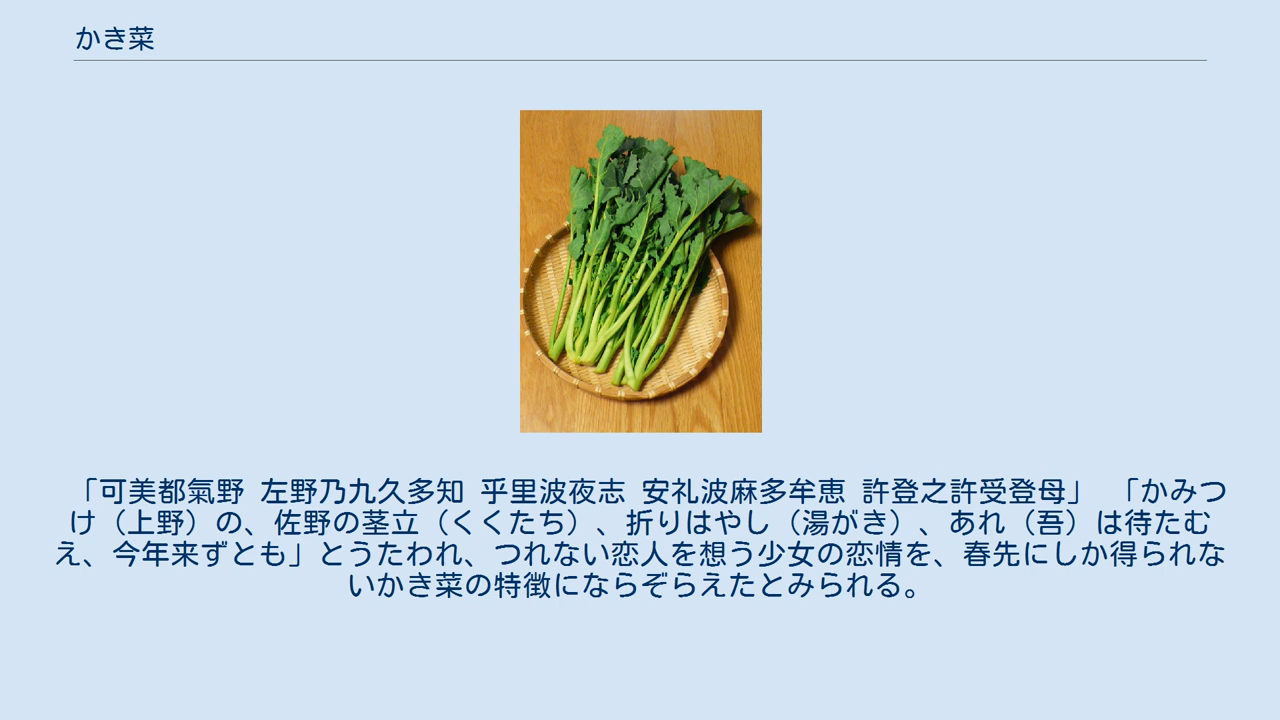 かき菜
「可美都氣野 左野乃九久多知 乎里波夜志 安礼波麻多牟恵 許登之許受登母」 「かみつ
け（上野）の、佐野の茎立（くくたち）、折りはやし（湯がき）、あれ（吾）は待たむ
え、今年来ずとも」とうたわれ、つれない恋人を想う少女の恋情を、春先にしか得られな
いかき菜の特徴にならぞらえたとみられる。